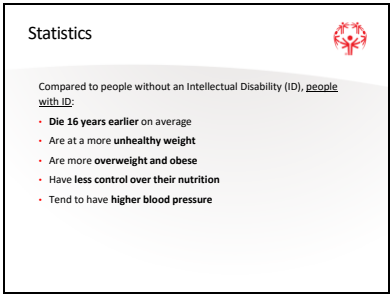 Statistics
Compared to people without an Intellectual Disability (ID), people
with ID:
• Die 16 years earlier on average
• Are at a more unhealthy weight
• Are more overweight and obese
• Have less control over their nutrition
• Tend to have higher blood pressure